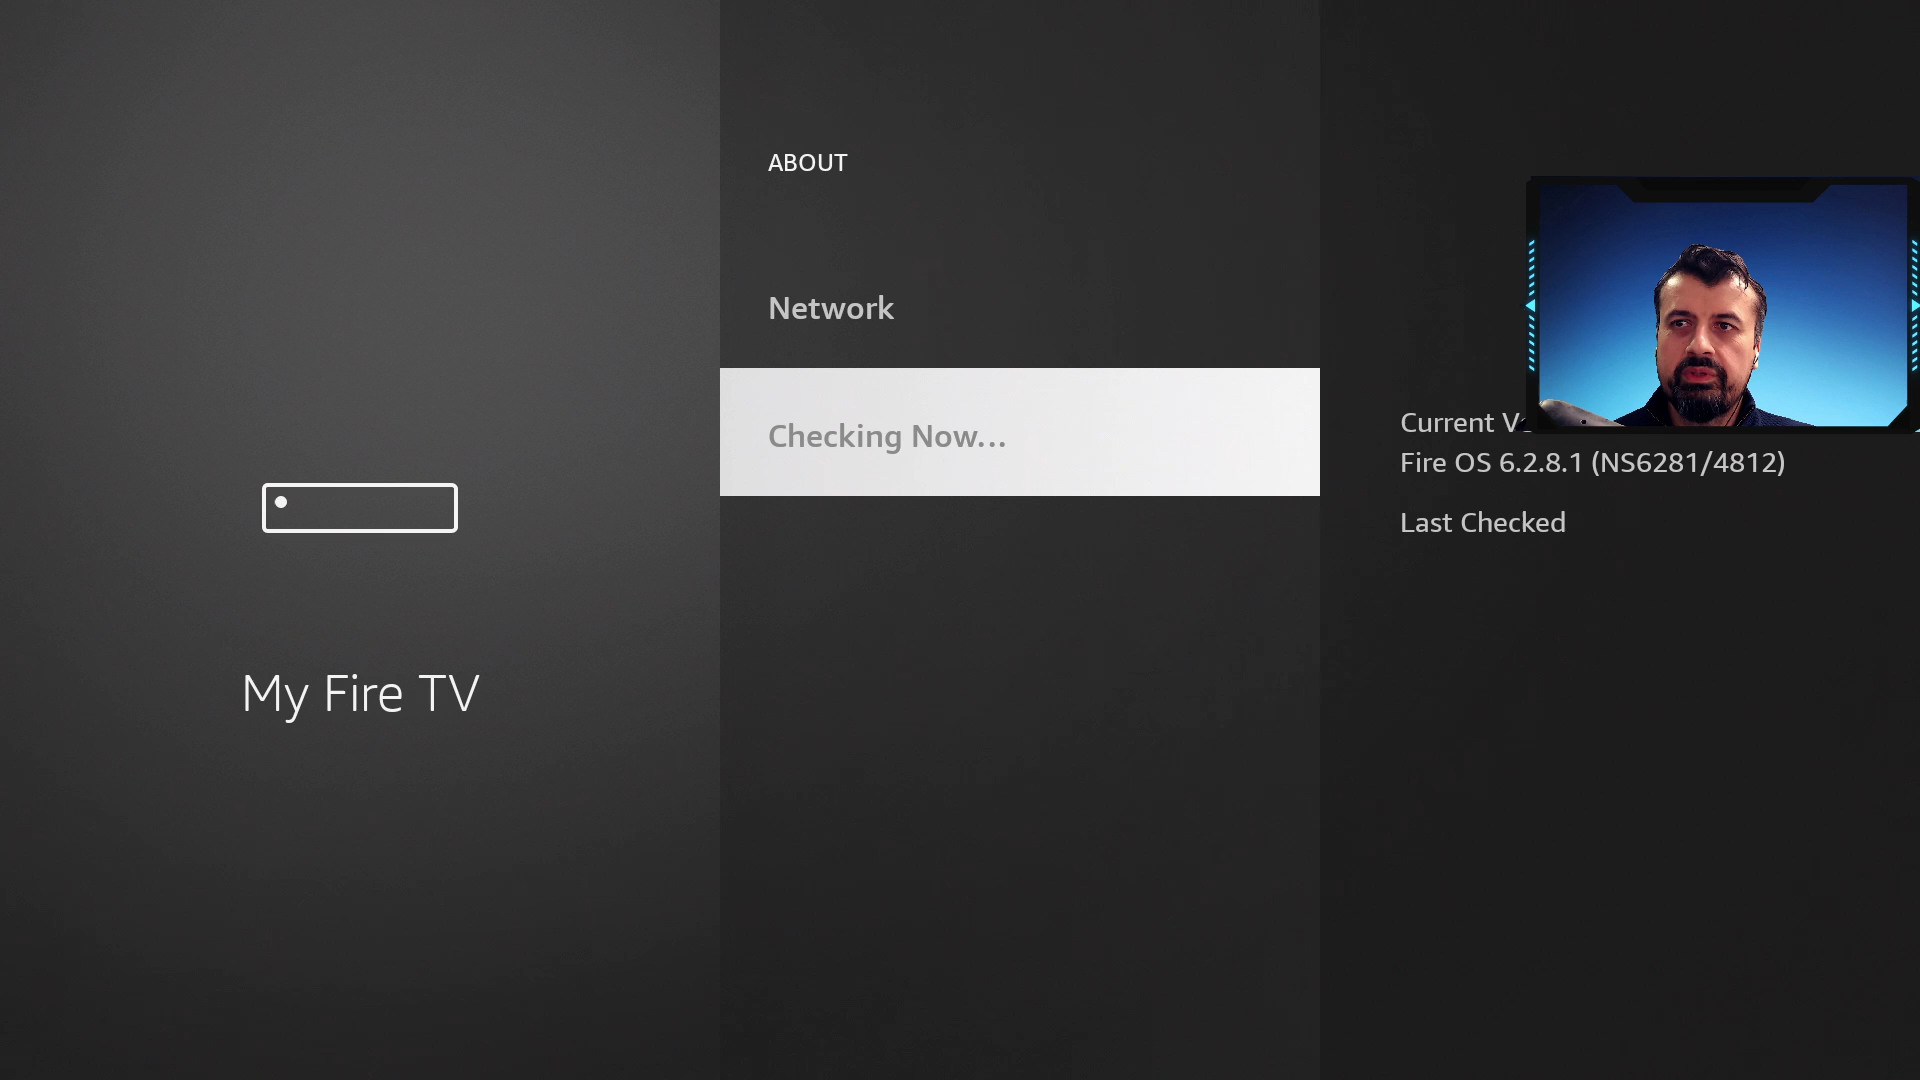 My Fire TV
ABOUT
Network
Checking Now...
Current
Fire OS 6.2.8.1 (NS6281/4812)
Last Checked